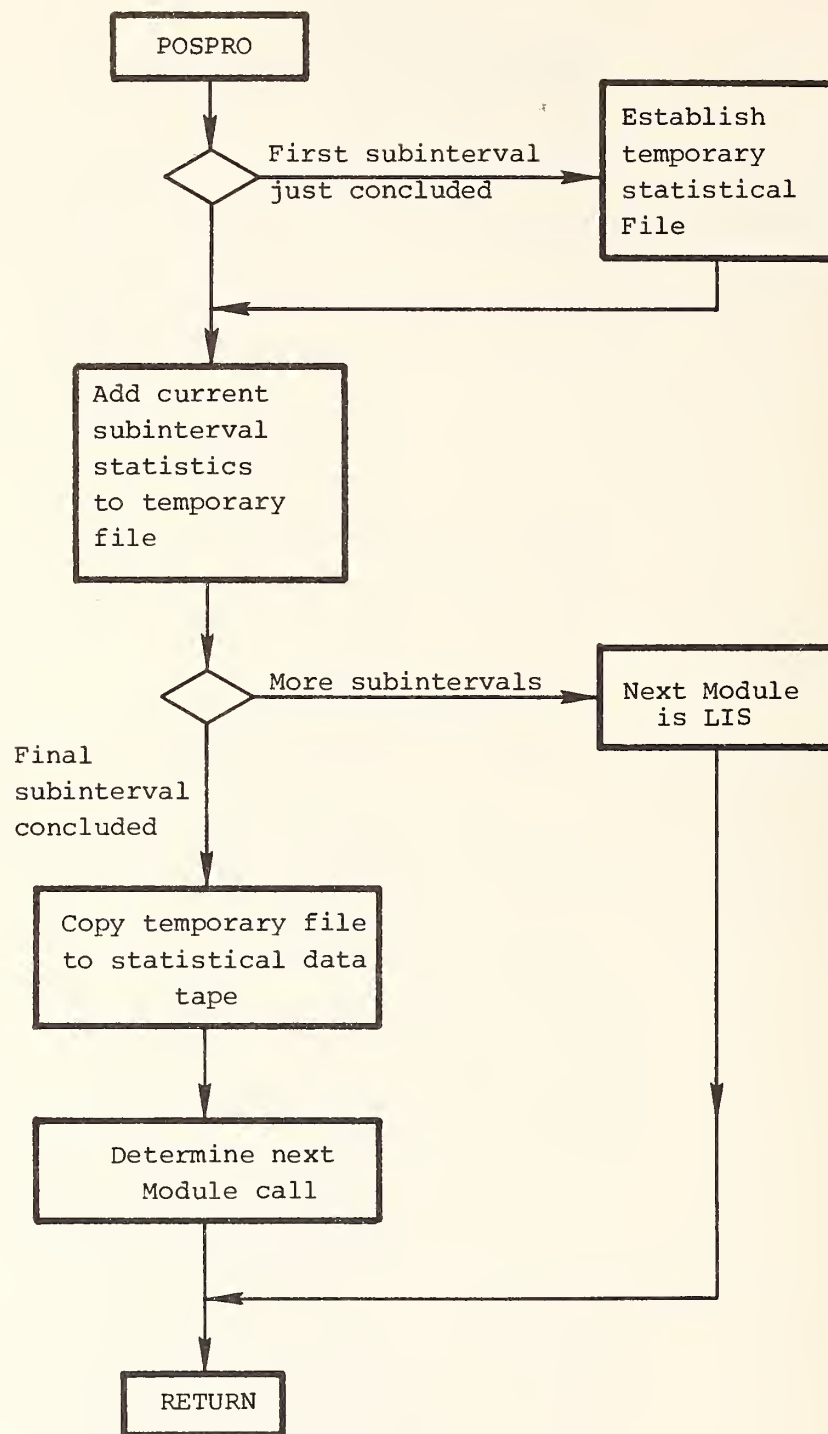 POSPRO
First subinterval
just concluded
Establish
temporary
statistical
File
Add current
subinterval
statistics
to temporary
file
More subintervals
Next Module
is LIS
Final
subinterval
concluded
Copy temporary file
to statistical data
tape
Determine next
Module call
RETURN